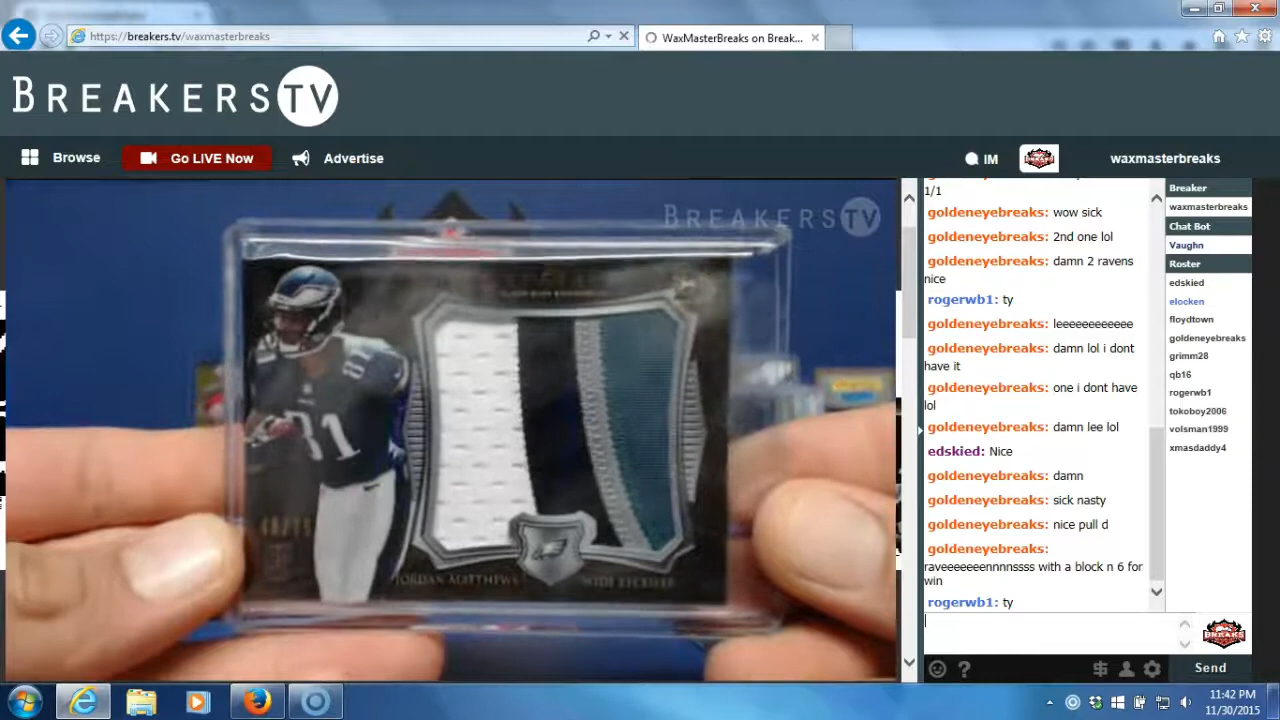 https://breakers.tv/waxmasterbreaks
WaxMasterBreaks on Break...
BREAKERS TV
Browse
Go LIVE Now
Advertise
IM
waxmasterbreaks
BREAKERS TV
81
JORDAN MATTHEWS
WIDE RECEIVER
1/1
goldeneyebreaks: wow sick
goldeneyebreaks: 2nd one lol
goldeneyebreaks: damn 2 ravens
nice
rogerwb1: ty
goldeneyebreaks: leeeeeeeeeeee
goldeneyebreaks: damn lol i dont
have it
goldeneyebreaks: one i dont have
lol
goldeneyebreaks: damn lee lol
edskied: Nice
goldeneyebreaks: damn
goldeneyebreaks: sick nasty
goldeneyebreaks: nice pull d
goldeneyebreaks:
raveeeeeeennnnssss with a block n 6 for
win
rogerwb1: ty
BREAKS
Send
Breaker
waxmasterbreaks
Chat Bot
Vaughn
Roster
edskied
elocken
floydtown
goldeneyebreaks
grimm28
qb16
rogerwb1
tokoboy2006
volsman1999
xmasdaddy4
11:42 PM
11/30/2015